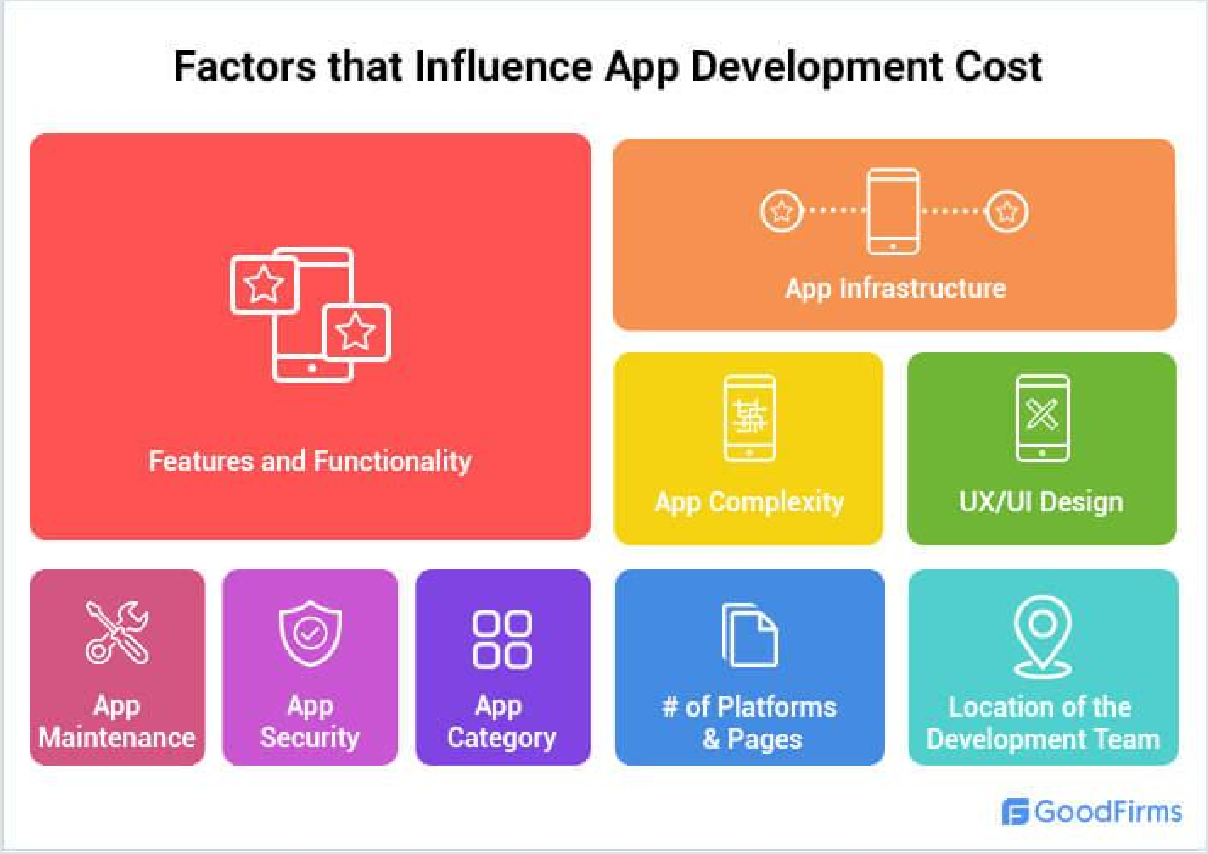 Factors that Influence App Development Cost
Features and Functionality
App Infrastructure
App Complexity
UX/UI Design
App
Maintenance
App
Security
App
Category
# of Platforms
& Pages
Location of the
Development Team
GoodFirms